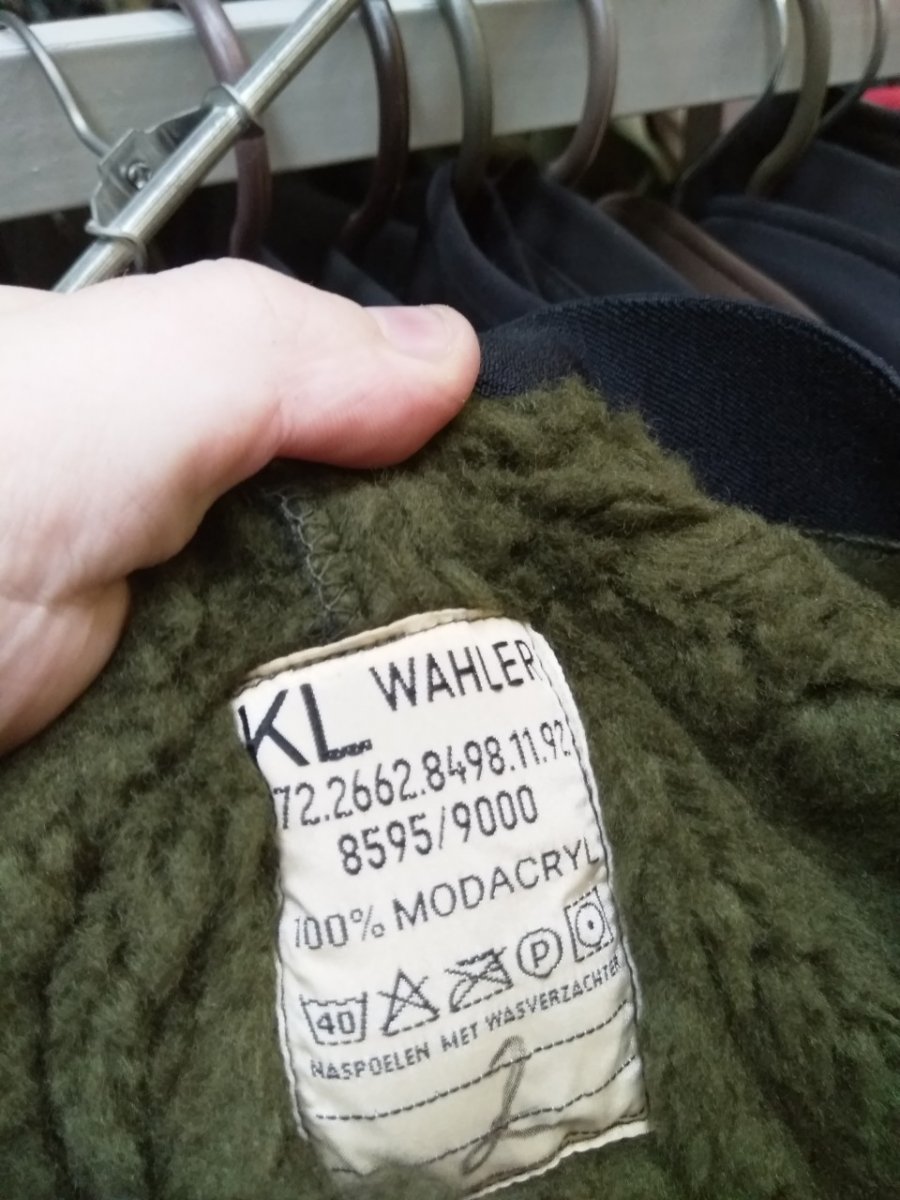 KL WAHLER
72.2662.8498.11.92
8595/9000
100% MODACRYL
40 P
NASPOELEN MET WASVERZACHTER